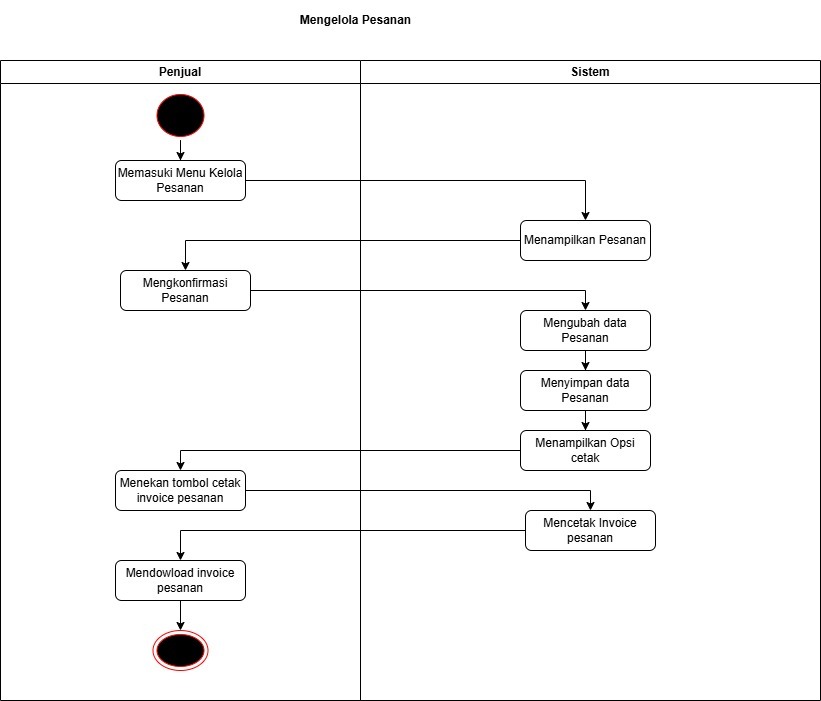 Mengelola Pesanan
Penjual
Sistem
Memasuki Menu Kelola
Pesanan
Menampilkan Pesanan
Mengkonfirmasi
Pesanan
Mengubah data
Pesanan
Menyimpan data
Pesanan
Menampilkan Opsi
cetak
Menekan tombol cetak
invoice pesanan
Mencetak Invoice
pesanan
Mendowload invoice
pesanan